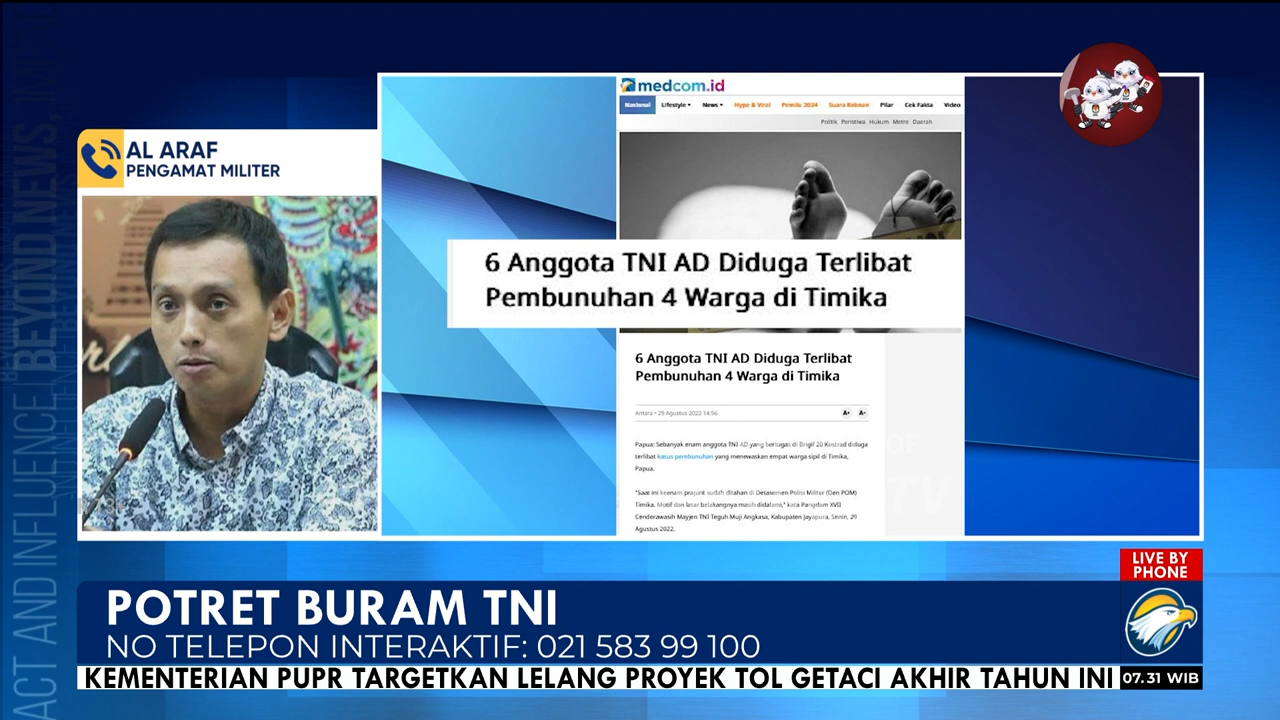 AL ARAF
PENGAMAT MILITER
medcom.id
Nasional Lifestyle News Hype & Viral Pemilu 2024 Suara Kebxan Pilar Cek Fakta Video
Politik Peristiwa Hukum Metro Daerah
6 Anggota TNI AD Diduga Terlibat
Pembunuhan 4 Warga di Timika
6 Anggota TNI AD Diduga Terlibat
Pembunuhan 4 Warga di Timika
Antara • 29 Agustus 2022 14:56
A+ A-
Papua: Sebanyak enam anggota TNI AD yang bertugas di Brigif 20 Kostrad diduga
terlibat kasus pembunuhan yang menewaskan empat warga sipil di Timika,
Papua.
"Saat ini keenam prajurit sudah ditahan di Detasemen Polisi Militer (Den POM)
Timika. Motif dan latar belakangnya masih didalami," kata Pangdam XVII
Cenderawasih Mayjen TNI Teguh Muji Angkasa, Kabupaten Jayapura, Senin, 29
Agustus 2022.
TV
LIVE BY
PHONE
POTRET BURAM TNI
NO TELEPON INTERAKTIF: 021 583 99 100
KEMENTERIAN PUPR TARGETKAN LELANG PROYEK TOL GETACI AKHIR TAHUN INI
07.31 WIB
ACT AND INFLUENCE BEYOND NEWS